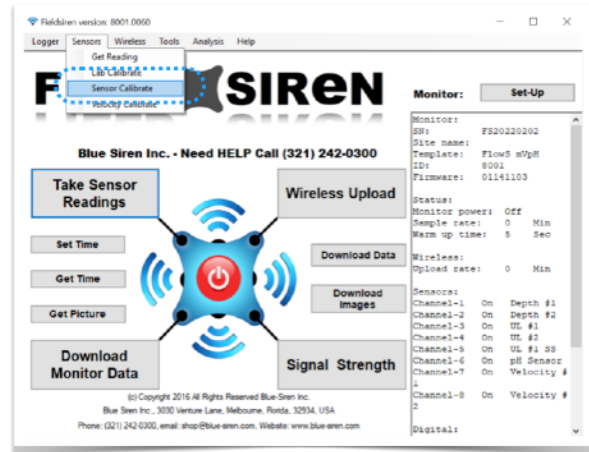 Fieldsiren version: 8001.0060
Logger Sensors Wireless Tools Analysis Help
Get Reading
Lab Calibrate
Sensor Calibrate
Velocity Calibrate
F SIReN
Monitor: Set-Up
Blue Siren Inc. - Need HELP Call (321) 242-0300
Take Sensor
Readings
Wireless Upload
Set Time
Get Time
Get Picture
Download Data
Download
Images
Download
Monitor Data
Signal Strength
(c) Copyright 2016 All Rights Reserved Blue-Siren Inc.
Blue Siren Inc., 3030 Venture Lane, Melbourne, Florida, 32934, USA
Phone: (321) 242-0300, email: shop@blue-siren.com, Website: www.blue-siren.com
Monitor:
SN: FS20220202
Site name:
Template: Flow5 mVpH
ID: 8001
Firmware: 01141103
Status:
Monitor power: Off
Sample rate: 0 Min
Warm up time: 5 Sec
Wireless:
Upload rate: 0 Min
Sensors:
Channel-1 On Depth #1
Channel-2 On Depth #2
Channel-3 On UL #1
Channel-4 On UL #2
Channel-5 On UL #1 SS
Channel-6 On pH Sensor
Channel-7 On Velocity #
1
Channel-8 On Velocity #
2
Digital: